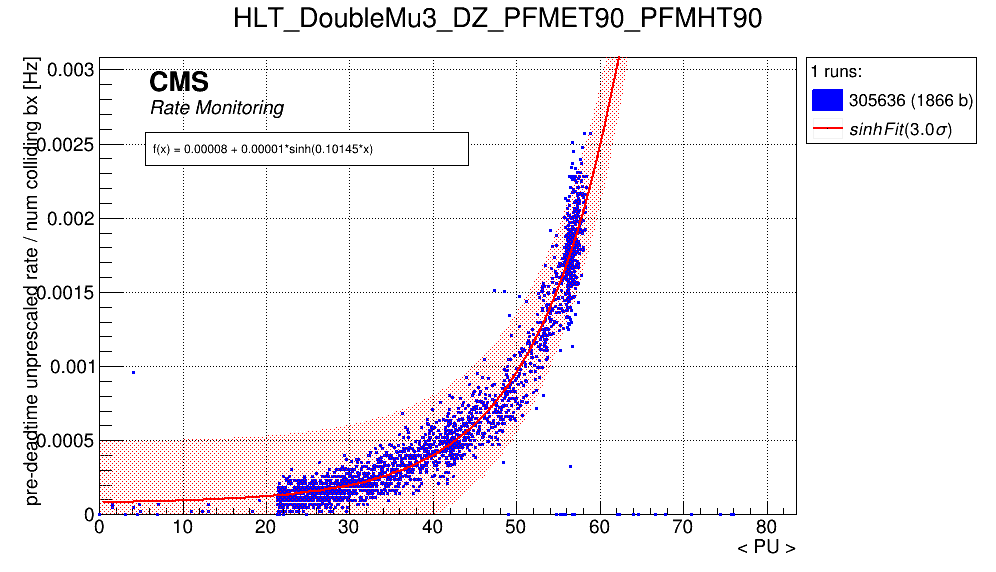 HLT_DoubleMu3_DZ_PFMET90_PFMHT90
pre-deadtime unprescaled rate / num colliding bx [Hz]
0.003
0.0025
0.002
0.0015
0.001
0.0005
0
CMS
Rate Monitoring
f(x) = 0.00008 + 0.00001*sinh(0.10145*x)
1 runs:
305636 (1866 b)
sinhFit(3.0σ)
0 10 20 30 40 50 60 70 80
< PU >